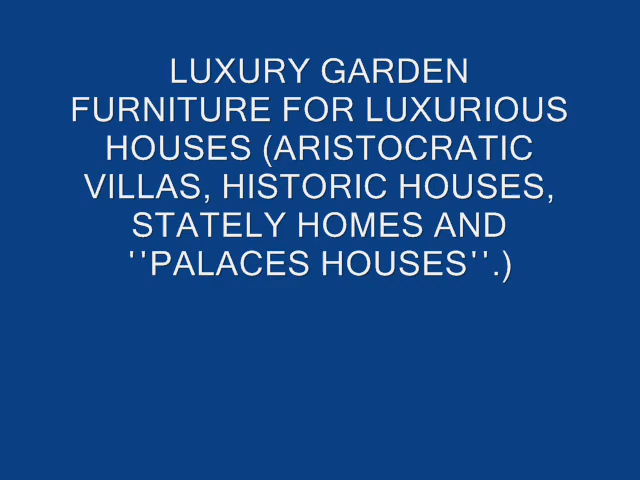 LUXURY GARDEN
FURNITURE FOR LUXURIOUS
HOUSES (ARISTOCRATIC
VILLAS, HISTORIC HOUSES,
STATELY HOMES AND
''PALACES HOUSES''.)